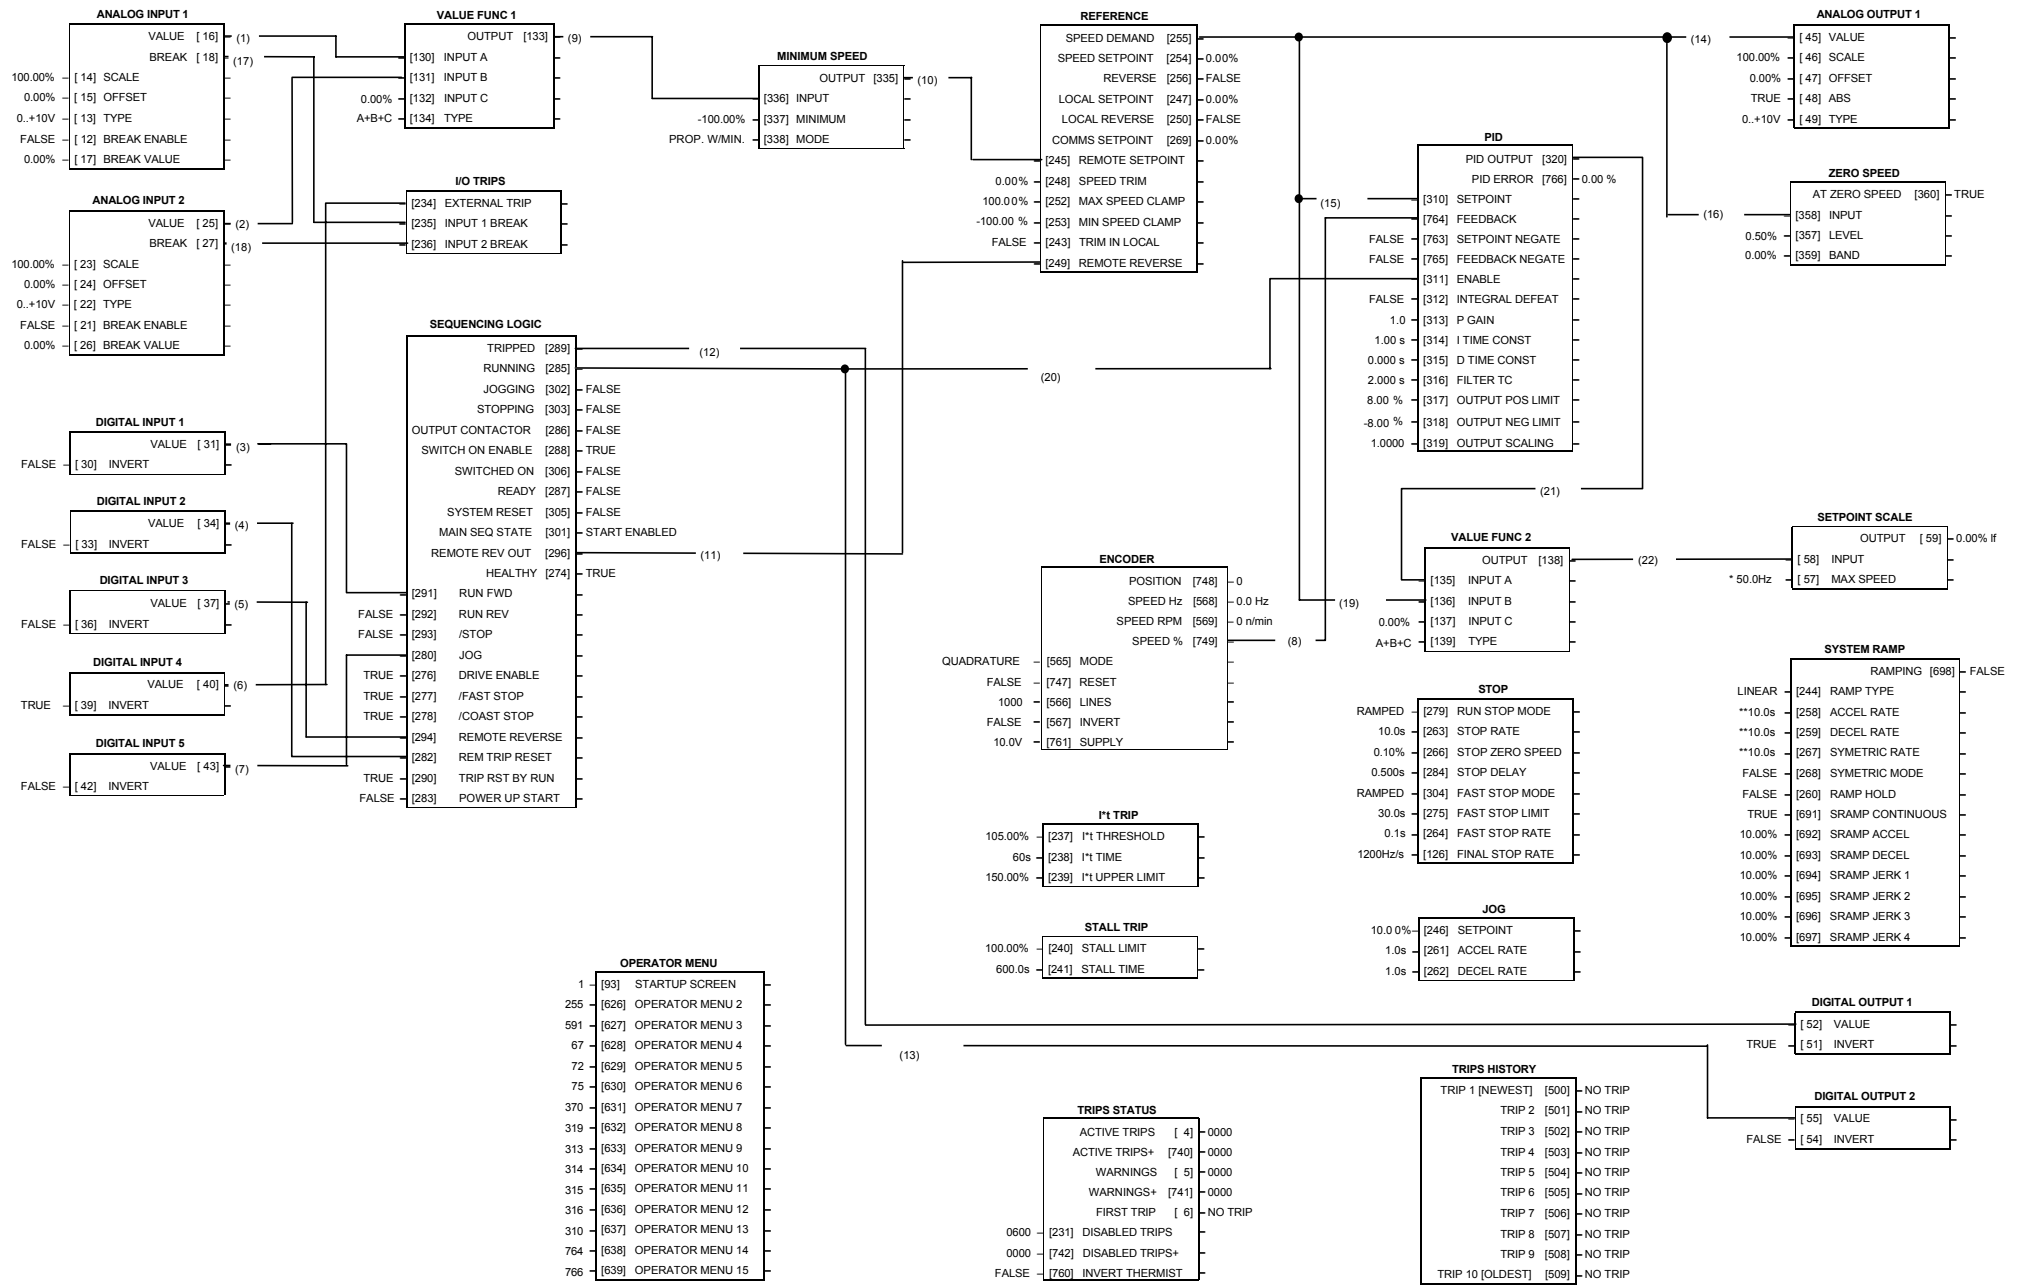 ANALOG INPUT 1
VALUE [ 16] (1)
BREAK [ 18] (17)
100.00% [ 14] SCALE
0.00% [ 15] OFFSET
0..+10V [ 13] TYPE
FALSE [ 12] BREAK ENABLE
0.00% [ 17] BREAK VALUE
ANALOG INPUT 2
VALUE [ 25] (2)
BREAK [ 27] (18)
100.00% [ 23] SCALE
0.00% [ 24] OFFSET
0..+10V [ 22] TYPE
FALSE [ 21] BREAK ENABLE
0.00% [ 26] BREAK VALUE
DIGITAL INPUT 1
VALUE [ 31] (3)
FALSE [ 30] INVERT
DIGITAL INPUT 2
VALUE [ 34] (4)
FALSE [ 33] INVERT
DIGITAL INPUT 3
VALUE [ 37] (5)
FALSE [ 36] INVERT
DIGITAL INPUT 4
VALUE [ 40] (6)
TRUE [ 39] INVERT
DIGITAL INPUT 5
VALUE [ 43] (7)
FALSE [ 42] INVERT
VALUE FUNC 1
OUTPUT [133] (9)
[130] INPUT A
[131] INPUT B
0.00% [132] INPUT C
A+B+C [134] TYPE
I/O TRIPS
[234] EXTERNAL TRIP
[235] INPUT 1 BREAK
[236] INPUT 2 BREAK
SEQUENCING LOGIC
TRIPPED [289] (12)
RUNNING [285] (20)
JOGGING [302] FALSE
STOPPING [303] FALSE
OUTPUT CONTACTOR [286] FALSE
SWITCH ON ENABLE [288] TRUE
SWITCHED ON [306] FALSE
READY [287] FALSE
SYSTEM RESET [305] FALSE
MAIN SEQ STATE [301] START ENABLED
REMOTE REV OUT [296] (11)
HEALTHY [274] TRUE
[291] RUN FWD
FALSE [292] RUN REV
FALSE [293] /STOP
[280] JOG
TRUE [276] DRIVE ENABLE
TRUE [277] /FAST STOP
TRUE [278] /COAST STOP
[294] REMOTE REVERSE
[282] REM TRIP RESET
TRUE [290] TRIP RST BY RUN
FALSE [283] POWER UP START
(13)
OPERATOR MENU
1 [93] STARTUP SCREEN
255 [626] OPERATOR MENU 2
591 [627] OPERATOR MENU 3
67 [628] OPERATOR MENU 4
72 [629] OPERATOR MENU 5
75 [630] OPERATOR MENU 6
370 [631] OPERATOR MENU 7
319 [632] OPERATOR MENU 8
313 [633] OPERATOR MENU 9
314 [634] OPERATOR MENU 10
315 [635] OPERATOR MENU 11
316 [636] OPERATOR MENU 12
310 [637] OPERATOR MENU 13
764 [638] OPERATOR MENU 14
766 [639] OPERATOR MENU 15
MINIMUM SPEED
OUTPUT [335] (10)
[336] INPUT
-100.00% [337] MINIMUM
PROP. W/MIN. [338] MODE
REFERENCE
SPEED DEMAND [255]
SPEED SETPOINT [254] 0.00%
REVERSE [256] FALSE
LOCAL SETPOINT [247] 0.00%
LOCAL REVERSE [250] FALSE
COMMS SETPOINT [269] 0.00%
[245] REMOTE SETPOINT
0.00% [248] SPEED TRIM
100.00% [252] MAX SPEED CLAMP
-100.00 % [253] MIN SPEED CLAMP
FALSE [243] TRIM IN LOCAL
[249] REMOTE REVERSE
ENCODER
POSITION [748] 0
SPEED Hz [568] 0.0 Hz
SPEED RPM [569] 0 n/min
SPEED % [749] (8)
QUADRATURE [565] MODE
FALSE [747] RESET
1000 [566] LINES
FALSE [567] INVERT
10.0V [761] SUPPLY
I*t TRIP
105.00% [237] I*t THRESHOLD
60s [238] I*t TIME
150.00% [239] I*t UPPER LIMIT
STALL TRIP
100.00% [240] STALL LIMIT
600.0s [241] STALL TIME
TRIPS STATUS
ACTIVE TRIPS [ 4] 0000
ACTIVE TRIPS+ [740] 0000
WARNINGS [ 5] 0000
WARNINGS+ [741] 0000
FIRST TRIP [ 6] NO TRIP
0600 [231] DISABLED TRIPS
0000 [742] DISABLED TRIPS+
FALSE [760] INVERT THERMIST
PID
PID OUTPUT [320]
PID ERROR [766] 0.00 %
(15) [310] SETPOINT
[764] FEEDBACK
FALSE [763] SETPOINT NEGATE
FALSE [765] FEEDBACK NEGATE
[311] ENABLE
FALSE [312] INTEGRAL DEFEAT
1.0 [313] P GAIN
1.00 s [314] I TIME CONST
0.000 s [315] D TIME CONST
2.000 s [316] FILTER TC
8.00 % [317] OUTPUT POS LIMIT
-8.00 % [318] OUTPUT NEG LIMIT
1.0000 [319] OUTPUT SCALING
(21)
VALUE FUNC 2
OUTPUT [138] (22)
[135] INPUT A
(19) [136] INPUT B
0.00% [137] INPUT C
A+B+C [139] TYPE
STOP
RAMPED [279] RUN STOP MODE
10.0s [263] STOP RATE
0.10% [266] STOP ZERO SPEED
0.500s [284] STOP DELAY
RAMPED [304] FAST STOP MODE
30.0s [275] FAST STOP LIMIT
0.1s [264] FAST STOP RATE
1200Hz/s [126] FINAL STOP RATE
JOG
10.0 0% [246] SETPOINT
1.0s [261] ACCEL RATE
1.0s [262] DECEL RATE
TRIPS HISTORY
TRIP 1 [NEWEST] [500] NO TRIP
TRIP 2 [501] NO TRIP
TRIP 3 [502] NO TRIP
TRIP 4 [503] NO TRIP
TRIP 5 [504] NO TRIP
TRIP 6 [505] NO TRIP
TRIP 7 [506] NO TRIP
TRIP 8 [507] NO TRIP
TRIP 9 [508] NO TRIP
TRIP 10 [OLDEST] [509] NO TRIP
ANALOG OUTPUT 1
(14) [ 45] VALUE
100.00% [ 46] SCALE
0.00% [ 47] OFFSET
TRUE [ 48] ABS
0..+10V [ 49] TYPE
ZERO SPEED
AT ZERO SPEED [360] TRUE
(16) [358] INPUT
0.50% [357] LEVEL
0.00% [359] BAND
SETPOINT SCALE
OUTPUT [ 59] 0.00% lf
[ 58] INPUT
* 50.0Hz [ 57] MAX SPEED
SYSTEM RAMP
RAMPING [698] FALSE
LINEAR [244] RAMP TYPE
**10.0s [258] ACCEL RATE
**10.0s [259] DECEL RATE
**10.0s [267] SYMETRIC RATE
FALSE [268] SYMETRIC MODE
FALSE [260] RAMP HOLD
TRUE [691] SRAMP CONTINUOUS
10.00% [692] SRAMP ACCEL
10.00% [693] SRAMP DECEL
10.00% [694] SRAMP JERK 1
10.00% [695] SRAMP JERK 2
10.00% [696] SRAMP JERK 3
10.00% [697] SRAMP JERK 4
DIGITAL OUTPUT 1
[ 52] VALUE
TRUE [ 51] INVERT
DIGITAL OUTPUT 2
[ 55] VALUE
FALSE [ 54] INVERT